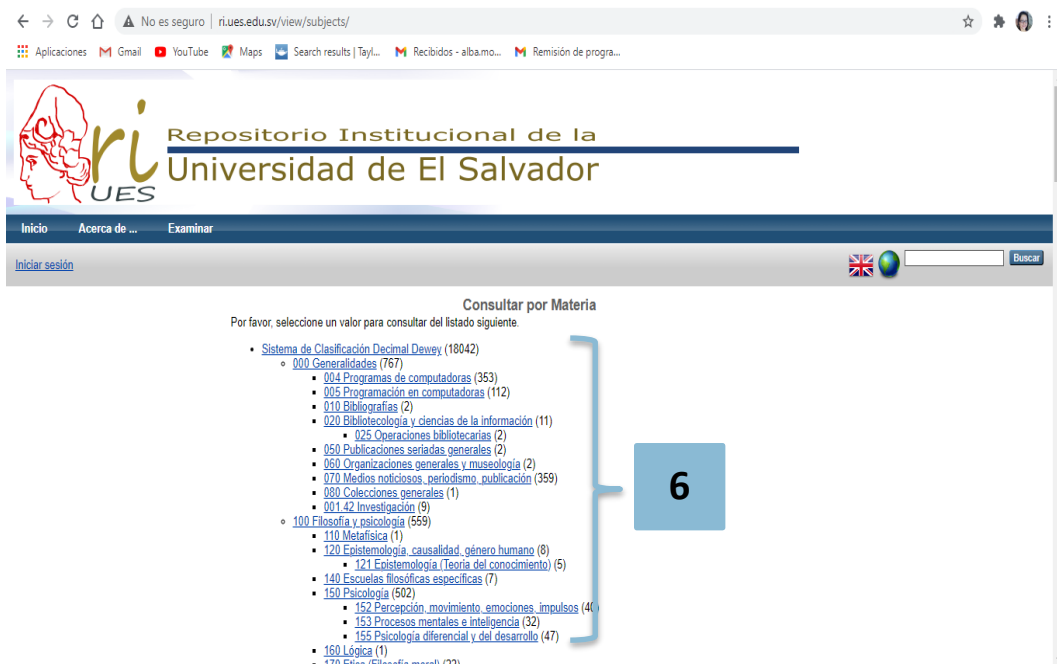 No es seguro | ri.ues.edu.sv/view/subjects/
Aplicaciones Gmail YouTube Maps Search results | Tayl... Recibidos - alba.mo... Remisión de progra...
ri
UES
Repositorio Institucional de la
Universidad de El Salvador
Inicio Acerca de ... Examinar
Iniciar sesión Buscar
Consultar por Materia
Por favor, seleccione un valor para consultar del listado siguiente.
Sistema de Clasificación Decimal Dewey (18042)
000 Generalidades (767)
004 Programas de computadoras (353)
005 Programación en computadoras (112)
010 Bibliografías (2)
020 Bibliotecología y ciencias de la información (11)
025 Operaciones bibliotecarias (2)
050 Publicaciones seriadas generales (2)
060 Organizaciones generales y museología (2)
070 Medios noticiosos, periodismo, publicación (359)
080 Colecciones generales (1)
001.42 Investigación (9)
6
100 Filosofía y psicología (559)
110 Metafísica (1)
120 Epistemología, causalidad, género humano (8)
121 Epistemología (Teoria del conocimiento) (5)
140 Escuelas filosóficas específicas (7)
150 Psicología (502)
152 Percepción, movimiento, emociones, impulsos (40)
153 Procesos mentales e inteligencia (32)
155 Psicología diferencial y del desarrollo (47)
160 Lógica (1)
170 Etica (Filosofía moral) (22)